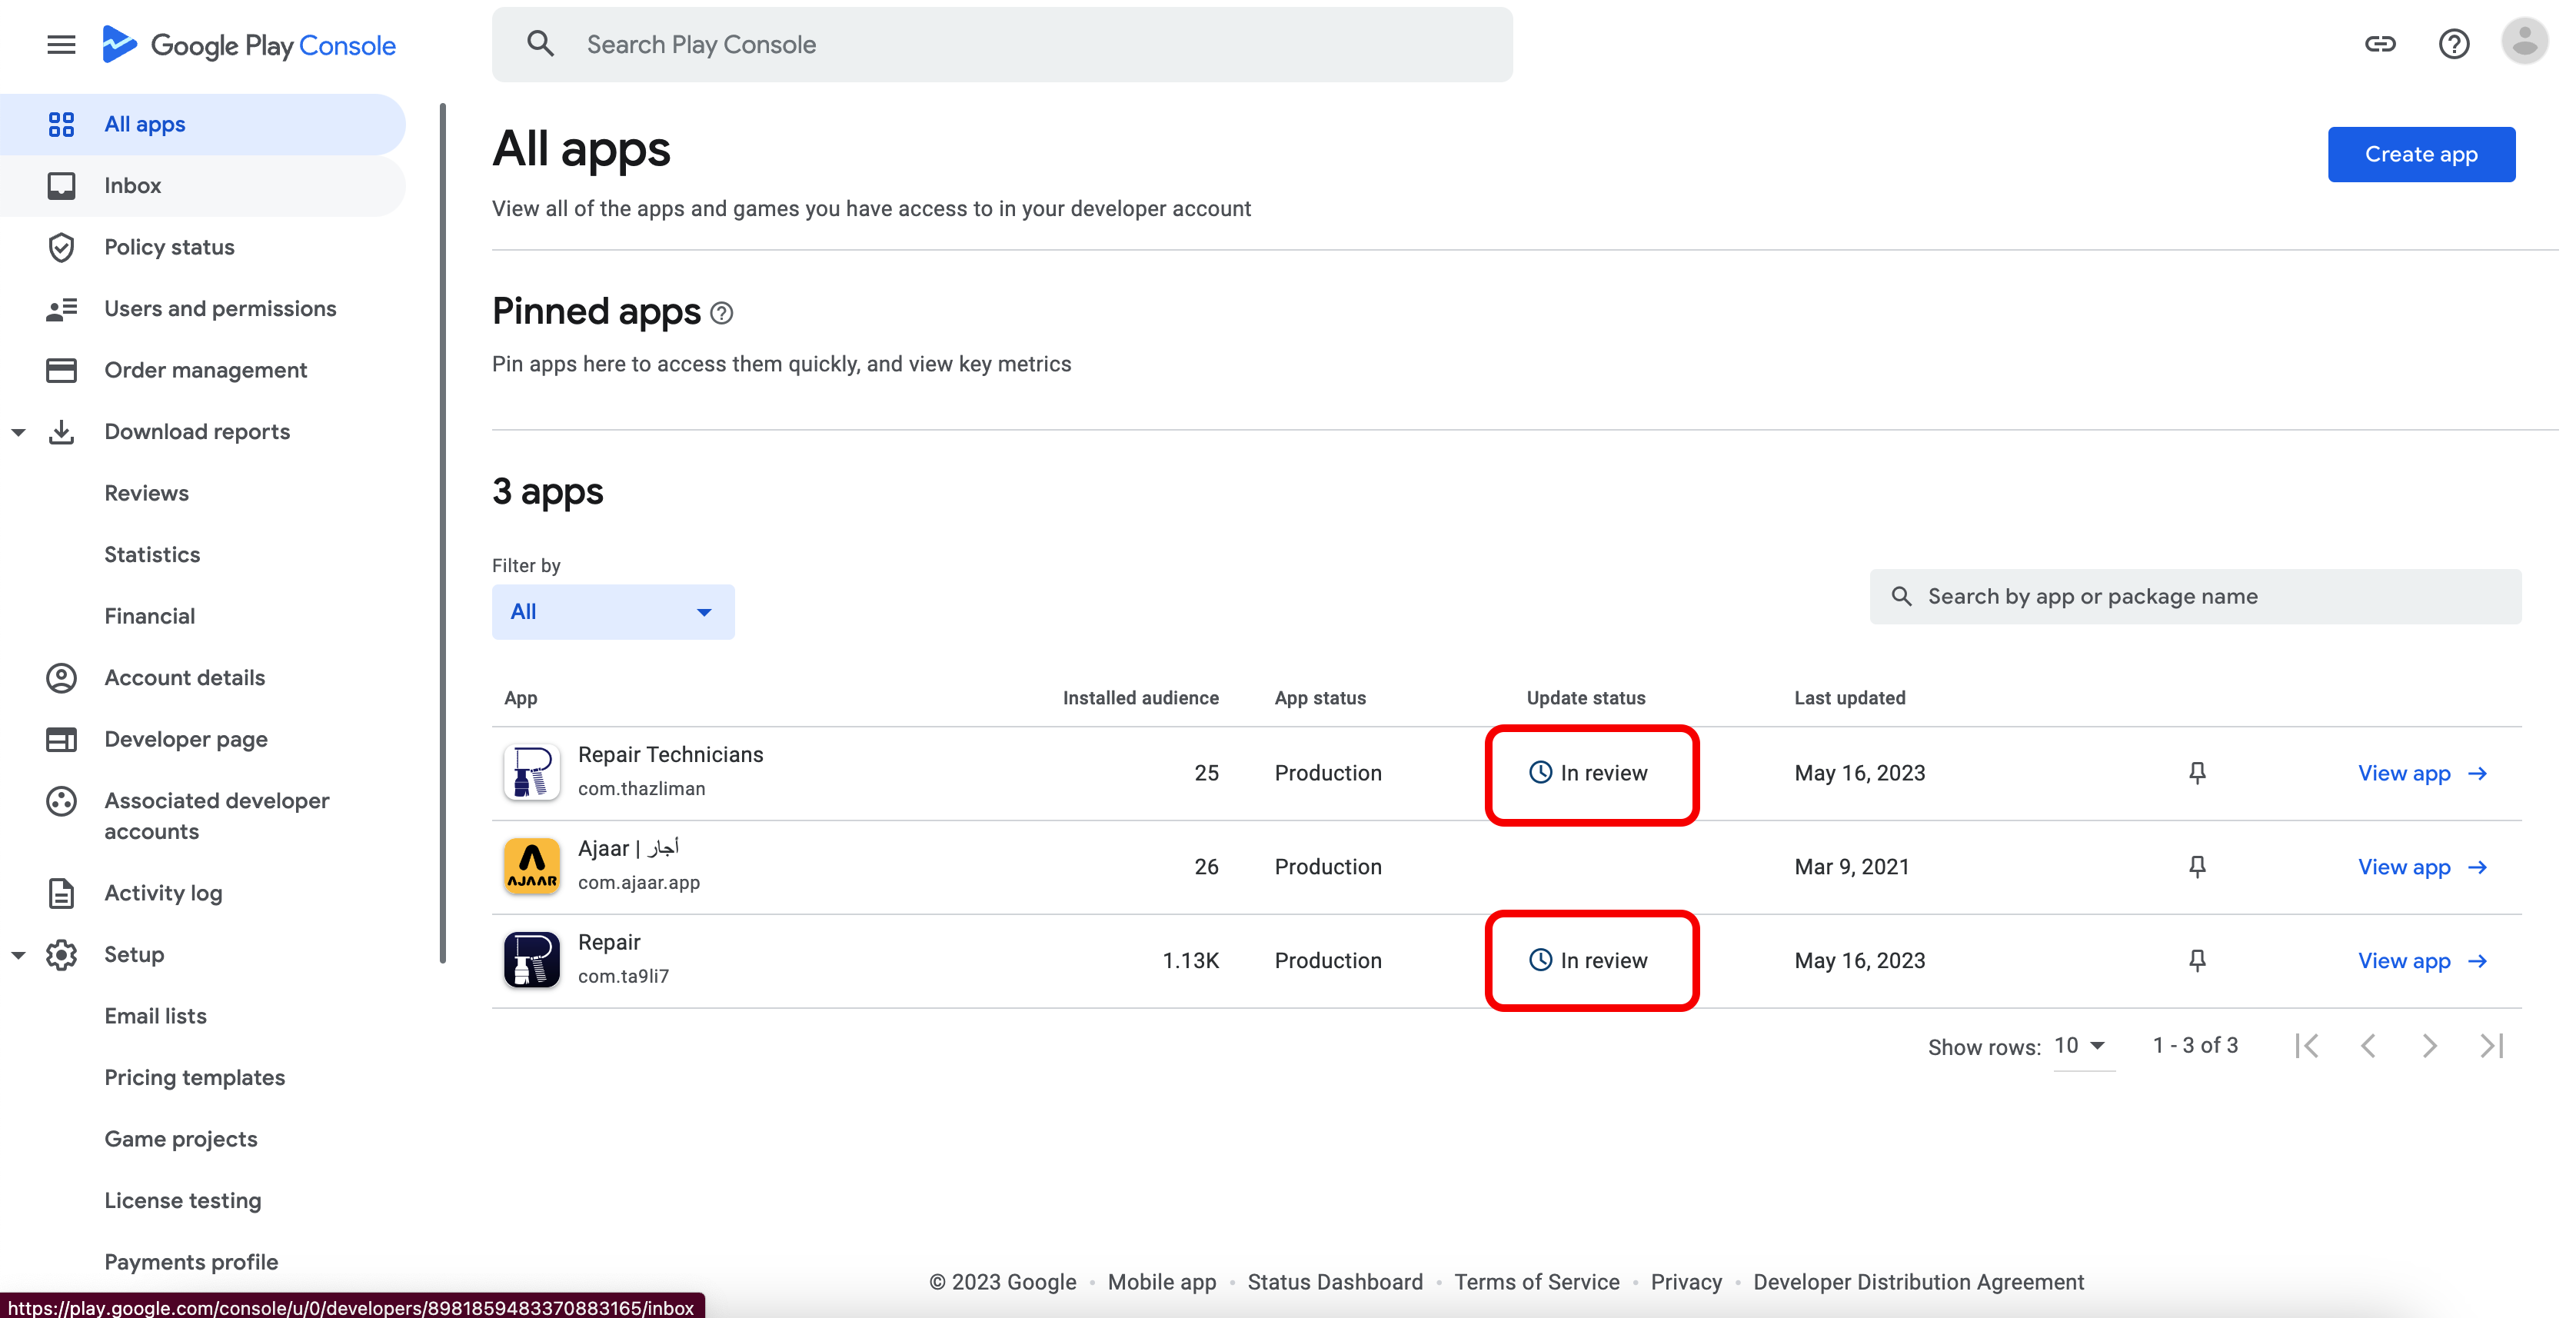 Google Play Console
Search Play Console
All apps
Inbox
Policy status
Users and permissions
Order management
Download reports
Reviews
Statistics
Financial
Account details
Developer page
Associated developer
accounts
Activity log
Setup
Email lists
Pricing templates
Game projects
License testing
Payments profile
https://play.google.com/console/u/0/developers/8981859483370883165/inbox
All apps
Create app
View all of the apps and games you have access to in your developer account
Pinned apps
Pin apps here to access them quickly, and view key metrics
3 apps
Filter by
All
Search by app or package name
App Installed audience App status Update status Last updated
Repair Technicians
com.thazliman
25 Production In review May 16, 2023 View app
AJAAR
Ajaar | أجار
com.ajaar.app
26 Production Mar 9, 2021 View app
Repair
com.ta9li7
1.13K Production In review May 16, 2023 View app
Show rows: 10 1 - 3 of 3
© 2023 Google • Mobile app • Status Dashboard • Terms of Service • Privacy • Developer Distribution Agreement